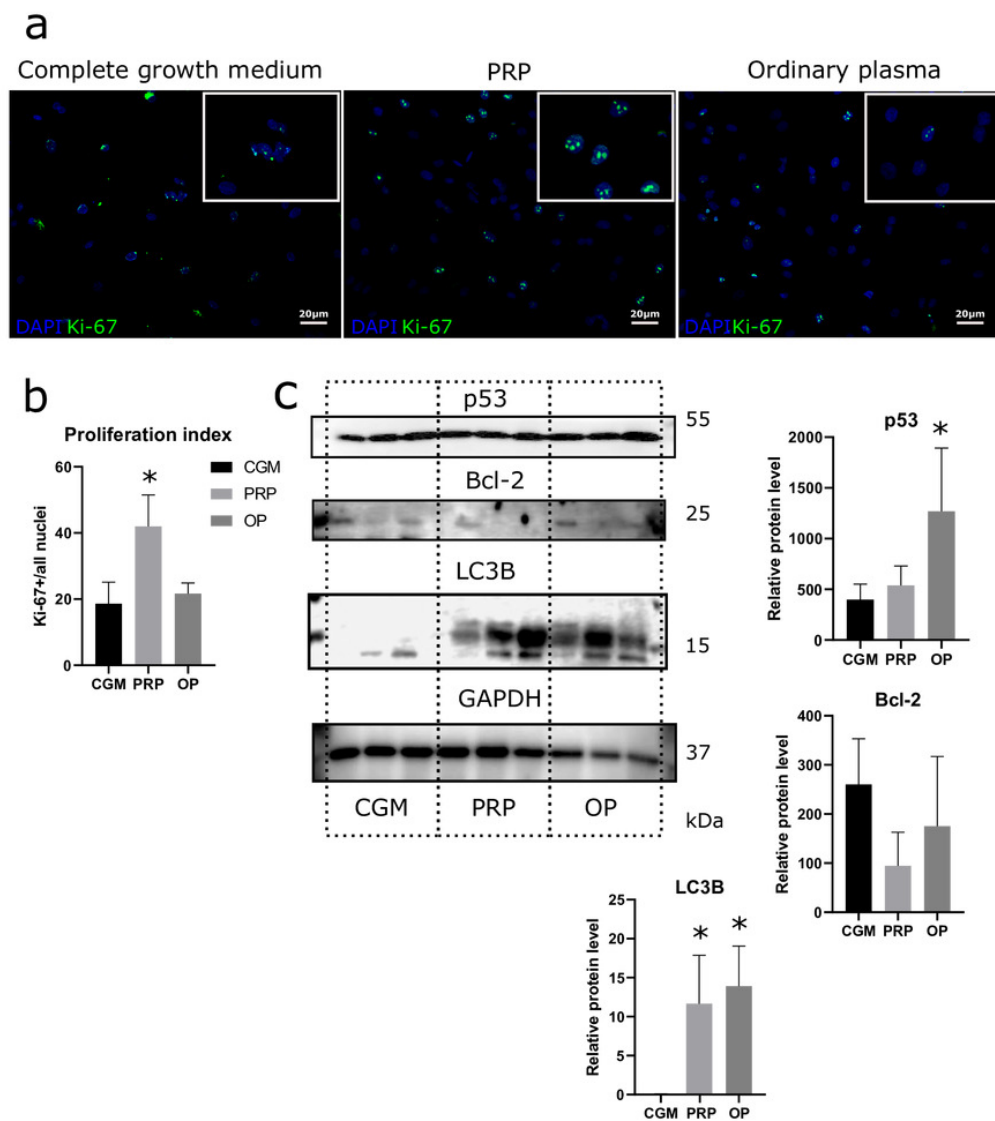 a
Complete growth medium
PRP
Ordinary plasma
DAPI Ki-67
20µm
DAPI Ki-67
20µm
DAPI Ki-67
20µm
b
Proliferation index
Ki-67+/all nuclei
60
40
20
0
CGM PRP OP
CGM
PRP
OP
c
p53
55
Bcl-2
25
LC3B
15
GAPDH
37
CGM PRP OP
kDa
p53
Relative protein level
2000
1500
1000
500
0
*
CGM PRP OP
Bcl-2
Relative protein level
400
300
200
100
0
CGM PRP OP
LC3B
Relative protein level
25
20
15
10
5
0
* *
CGM PRP OP
*